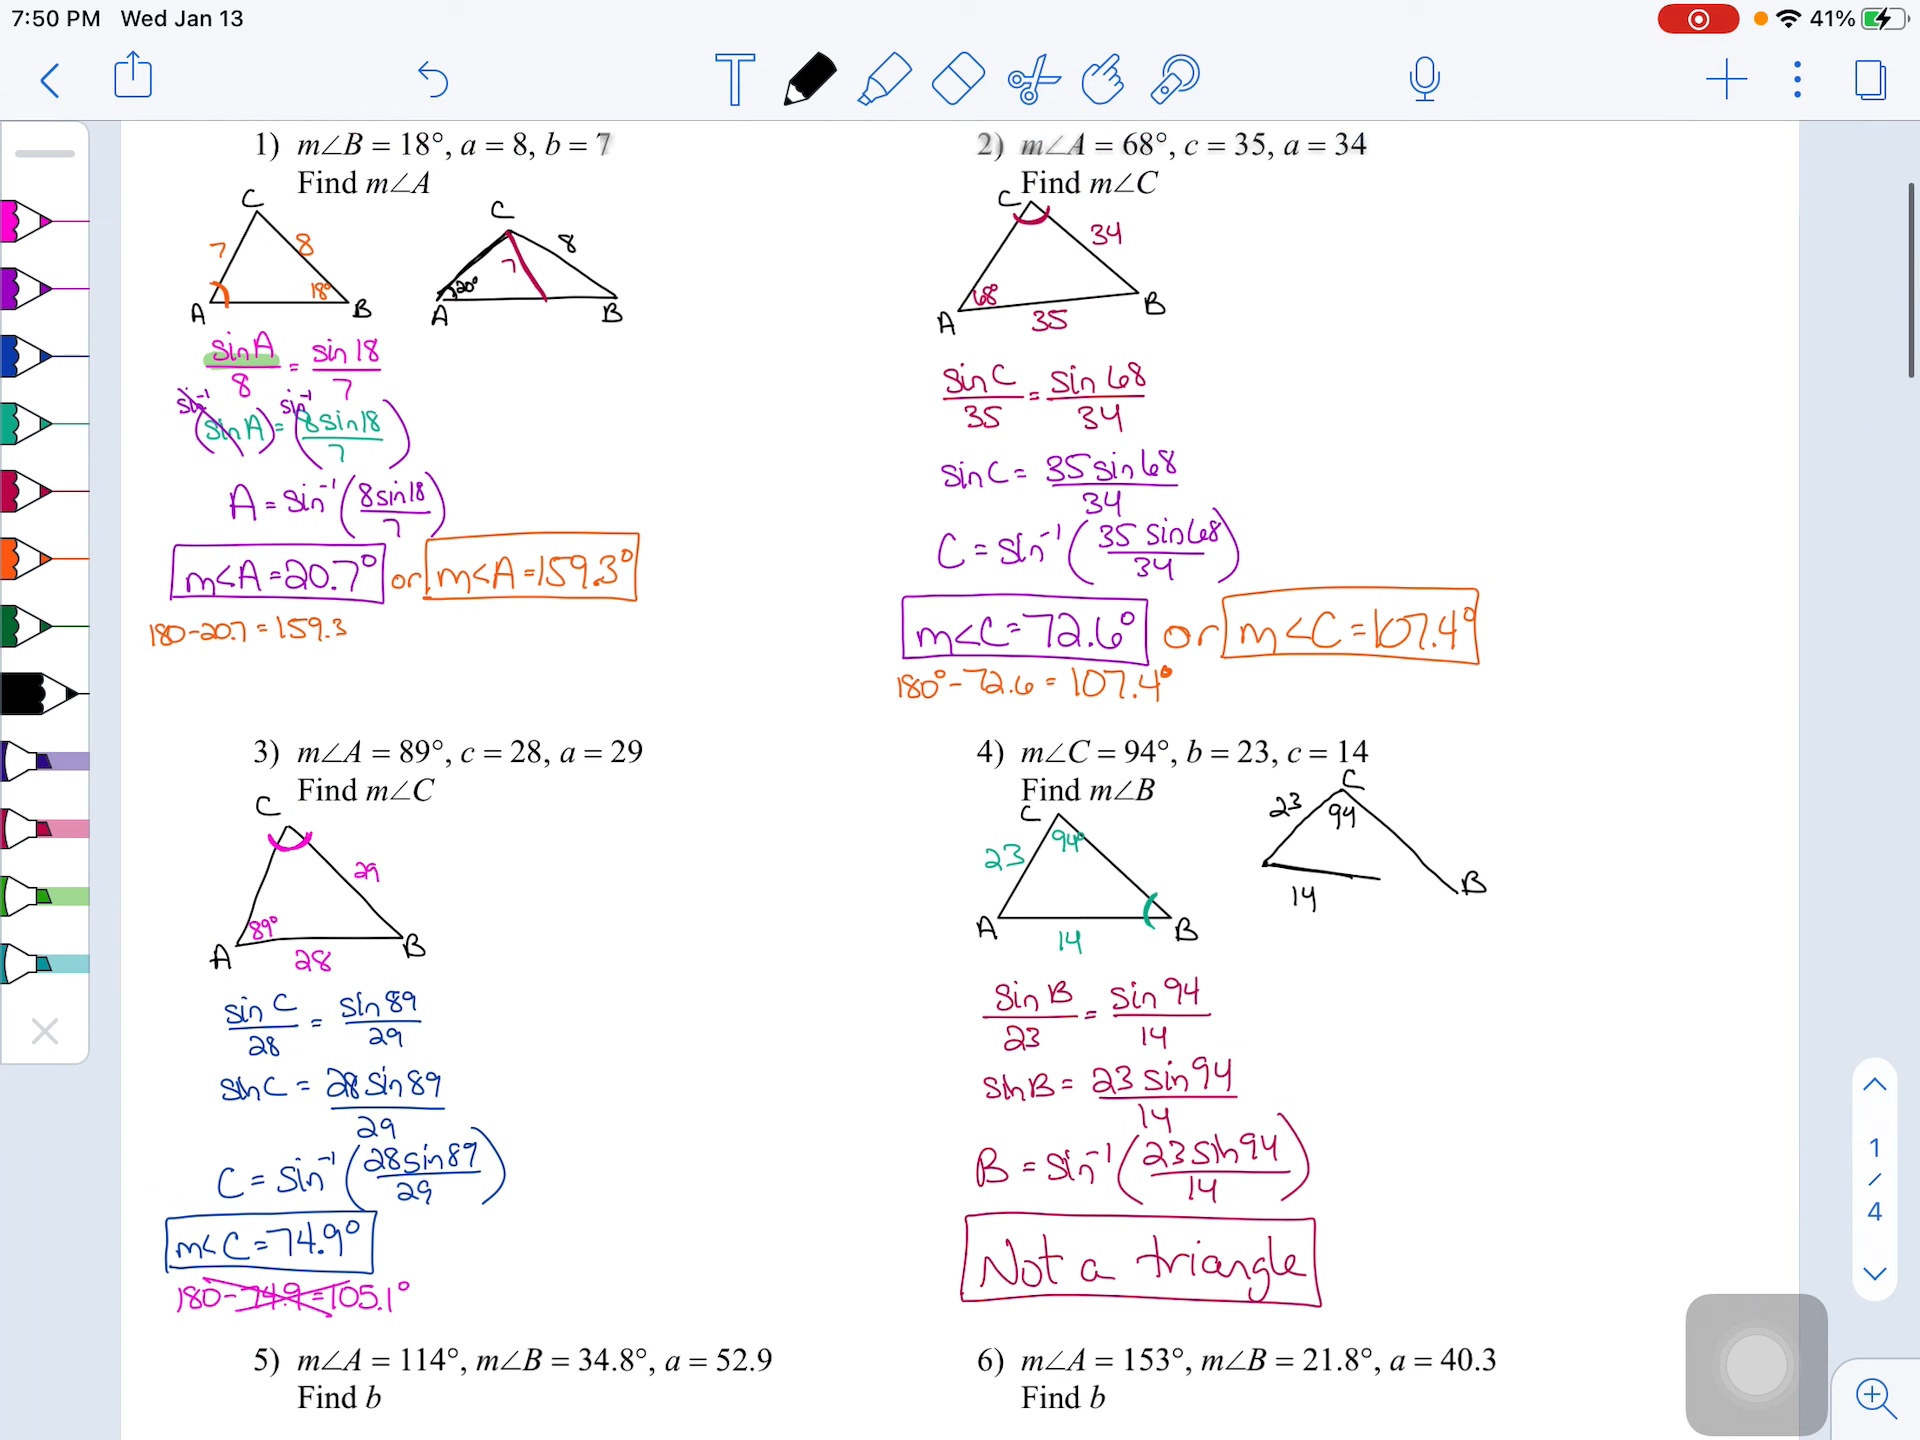 7:50 PM Wed Jan 13
41%
T
1) m∠B = 18°, a = 8, b = 7
Find m∠A
C
7
8
18°
A
B
C
8
7
20°
A
B
sin A / 8 = sin 18 / 7
sin⁻¹(sin A) = sin⁻¹(8 sin 18 / 7)
A = sin⁻¹(8 sin 18 / 7)
m<A = 20.7° or m<A = 159.3°
180-20.7 = 159.3
2) m∠A = 68°, c = 35, a = 34
Find m∠C
C
34
68°
A
B
35
sin C / 35 = sin 68 / 34
sin C = 35 sin 68 / 34
C = sin⁻¹(35 sin 68 / 34)
m<C = 72.6° or m<C = 107.4°
180° - 72.6 = 107.4°
3) m∠A = 89°, c = 28, a = 29
Find m∠C
C
29
89°
A
B
28
sin C / 28 = sin 89 / 29
sin C = 28 sin 89 / 29
C = sin⁻¹(28 sin 89 / 29)
m< C = 74.9°
180-74.9 = 105.1°
4) m∠C = 94°, b = 23, c = 14
Find m∠B
C
23
94°
A
B
14
C
23
94
14
B
sin B / 23 = sin 94 / 14
sin B = 23 sin 94 / 14
B = sin⁻¹(23 sin 94 / 14)
Not a triangle
5) m∠A = 114°, m∠B = 34.8°, a = 52.9
Find b
6) m∠A = 153°, m∠B = 21.8°, a = 40.3
Find b
1
/
4